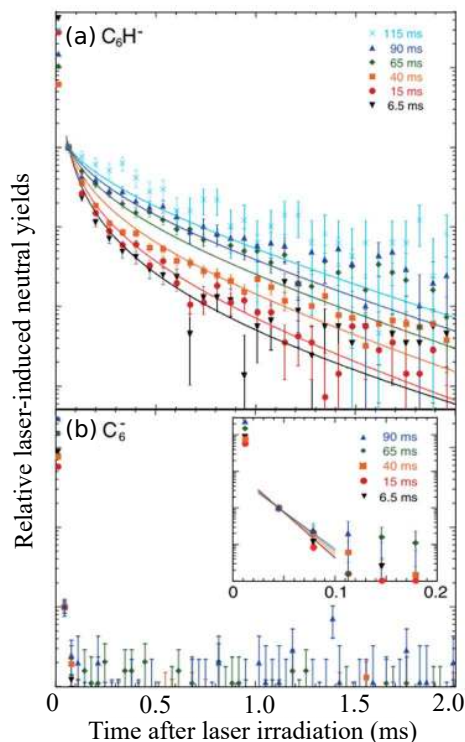 (a) C₆H⁻
115 ms
90 ms
65 ms
40 ms
15 ms
6.5 ms
Relative laser-induced neutral yields
(b) C₆⁻
90 ms
65 ms
40 ms
15 ms
6.5 ms
0 0.1 0.2
0 0.5 1.0 1.5 2.0
Time after laser irradiation (ms)